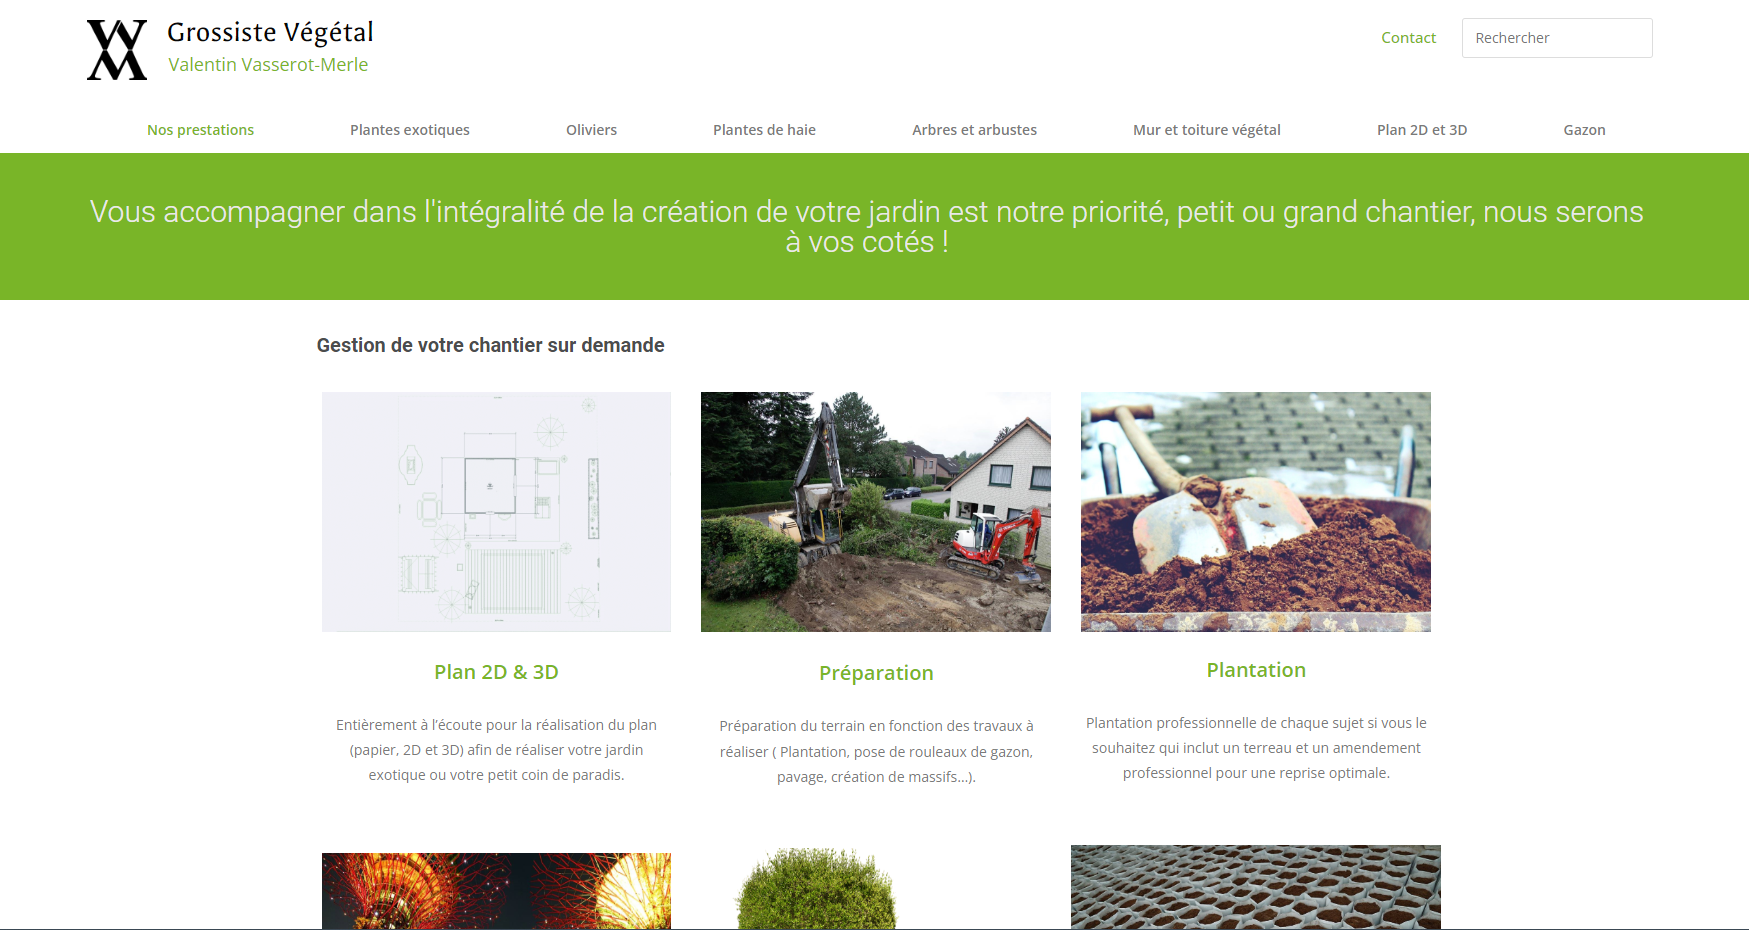 Grossiste Végétal
Valentin Vasserot-Merle
Contact
Rechercher
Nos prestations
Plantes exotiques
Oliviers
Plantes de haie
Arbres et arbustes
Mur et toiture végétal
Plan 2D et 3D
Gazon
Vous accompagner dans l'intégralité de la création de votre jardin est notre priorité, petit ou grand chantier, nous serons
à vos cotés !
Gestion de votre chantier sur demande
Plan 2D & 3D
Entièrement à l’écoute pour la réalisation du plan
(papier, 2D et 3D) afin de réaliser votre jardin
exotique ou votre petit coin de paradis.
Préparation
Préparation du terrain en fonction des travaux à
réaliser ( Plantation, pose de rouleaux de gazon,
pavage, création de massifs…).
Plantation
Plantation professionnelle de chaque sujet si vous le
souhaitez qui inclut un terreau et un amendement
professionnel pour une reprise optimale.